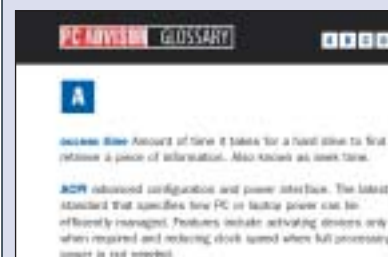 PC ADVISOR GLOSSARY
A
access time Amount of time it takes for a hard drive to find
retrieve a piece of information. Also known as seek time.
ACPI advanced configuration and power interface. The latest
standard that specifies how PC or laptop power can be
efficiently managed. Features include activating devices only
when required and reducing clock speed when full processing
power is not needed.